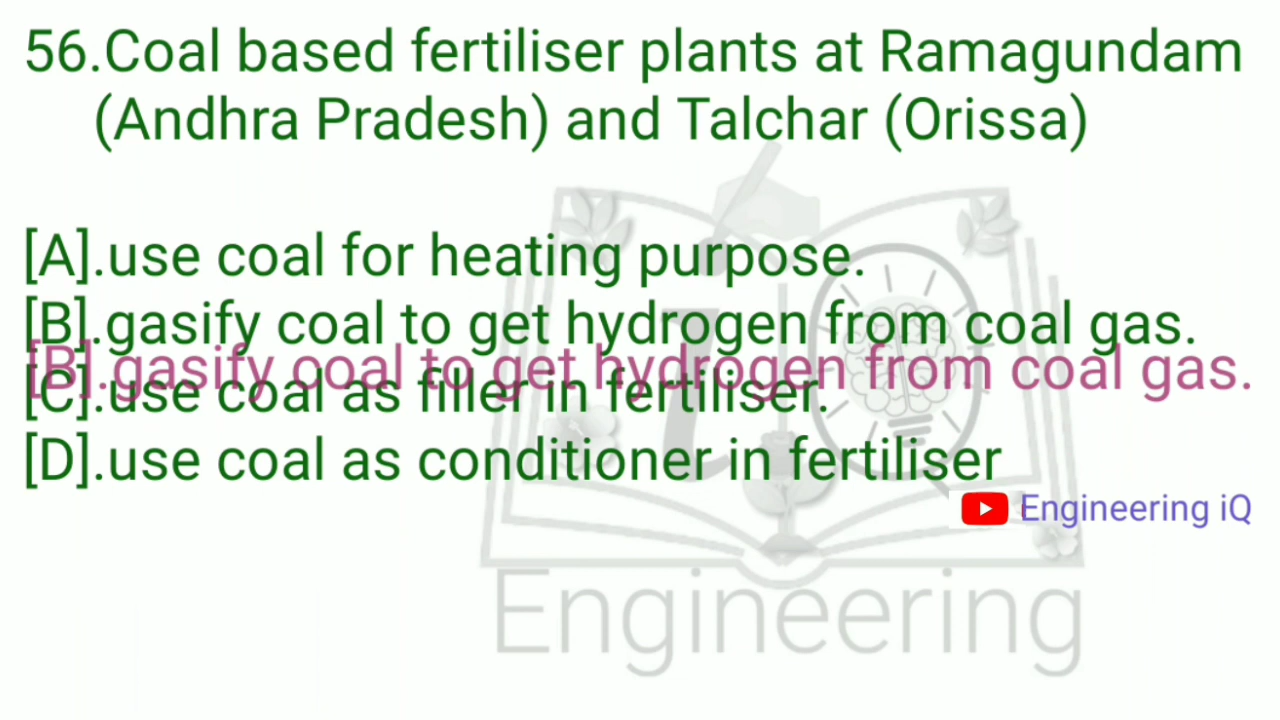 56.Coal based fertiliser plants at Ramagundam
(Andhra Pradesh) and Talchar (Orissa)
[A].use coal for heating purpose.
[B].gasify coal to get hydrogen from coal gas.
[B].gasify coal to get hydrogen from coal gas.
[C].use coal as filler in fertiliser.
[D].use coal as conditioner in fertiliser
Engineering iQ
Engineering